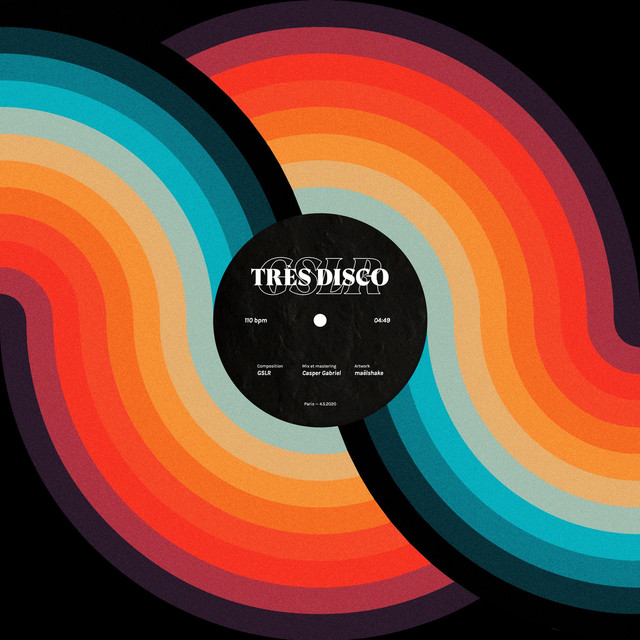 GSLR
TRÈS DISCO
110 bpm
04:49
Composition
GSLR
Mix et mastering
Casper Gabriel
Artwork
maëlshake
Paris — 4.5.2020